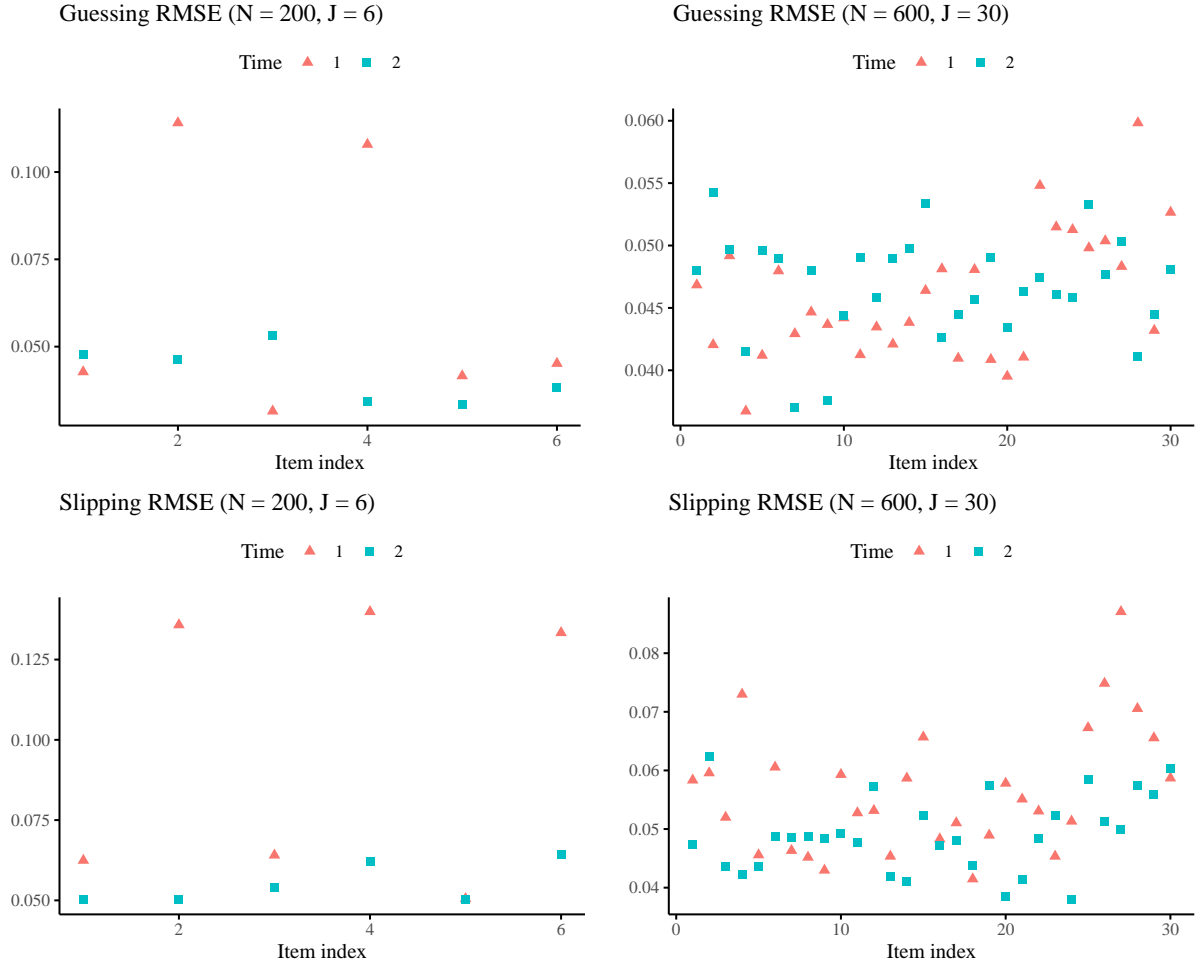 Guessing RMSE (N = 200, J = 6)
Time 1 2
0.100
0.075
0.050
2 4 6
Item index
Guessing RMSE (N = 600, J = 30)
Time 1 2
0.060
0.055
0.050
0.045
0.040
0 10 20 30
Item index
Slipping RMSE (N = 200, J = 6)
Time 1 2
0.125
0.100
0.075
0.050
2 4 6
Item index
Slipping RMSE (N = 600, J = 30)
Time 1 2
0.08
0.07
0.06
0.05
0.04
0 10 20 30
Item index